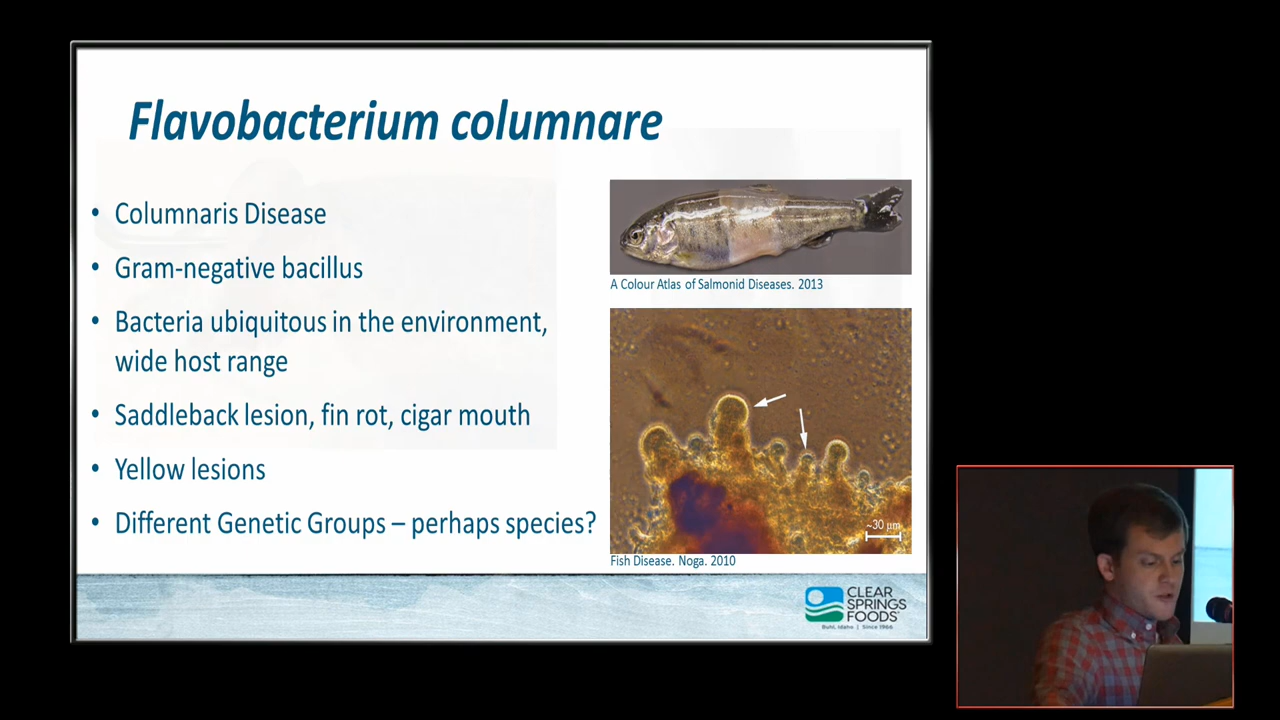 Flavobacterium columnare
• Columnaris Disease
• Gram-negative bacillus
• Bacteria ubiquitous in the environment,
wide host range
• Saddleback lesion, fin rot, cigar mouth
• Yellow lesions
• Different Genetic Groups – perhaps species?
A Colour Atlas of Salmonid Diseases. 2013
~30 µm
Fish Disease. Noga. 2010
CLEAR
SPRINGS
FOODS
Buhl, Idaho | Since 1966